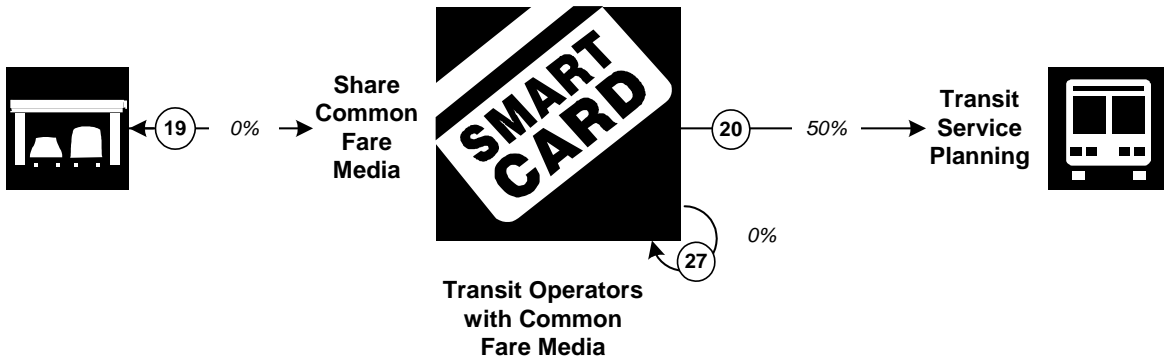 19
0%
Share
Common
Fare
Media
SMART
CARD
20
50%
Transit
Service
Planning
27
0%
Transit Operators
with Common
Fare Media